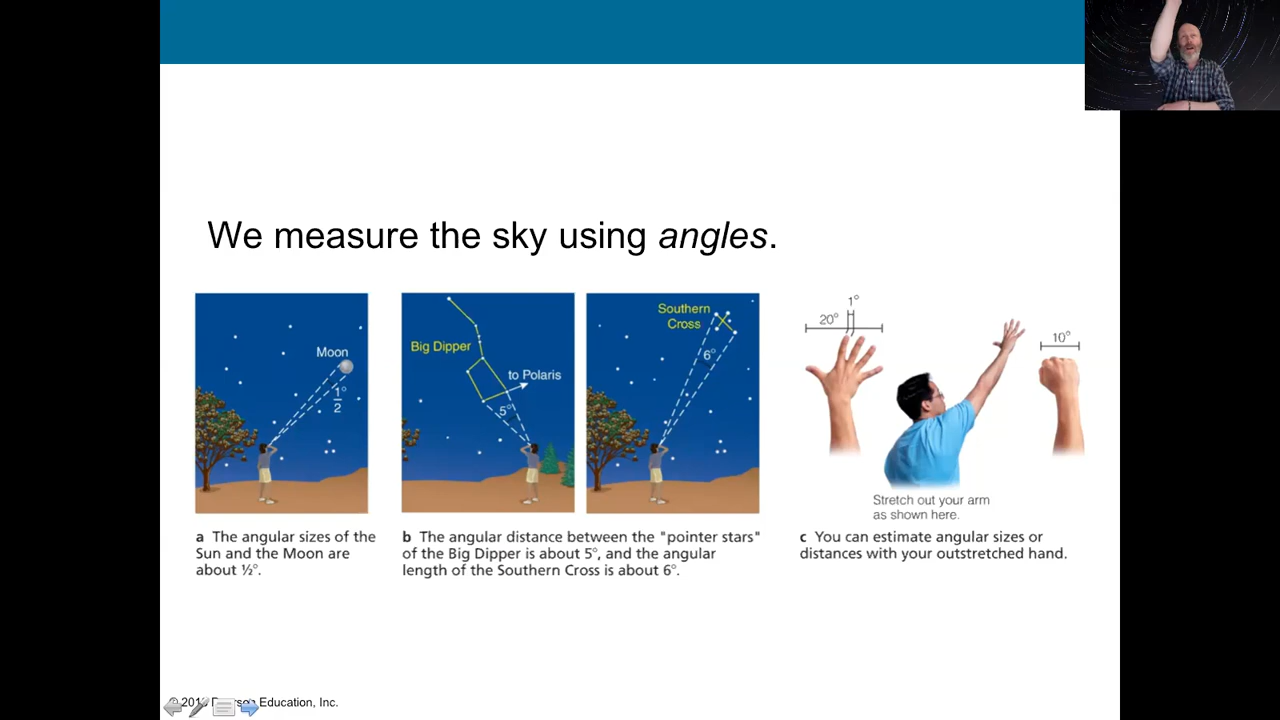 We measure the sky using angles.
Moon
1/2°
Big Dipper
to Polaris
5°
Southern
Cross
6°
1°
20°
10°
Stretch out your arm
as shown here.
a The angular sizes of the
Sun and the Moon are
about ½°.
b The angular distance between the "pointer stars"
of the Big Dipper is about 5°, and the angular
length of the Southern Cross is about 6°.
c You can estimate angular sizes or
distances with your outstretched hand.
Education, Inc.